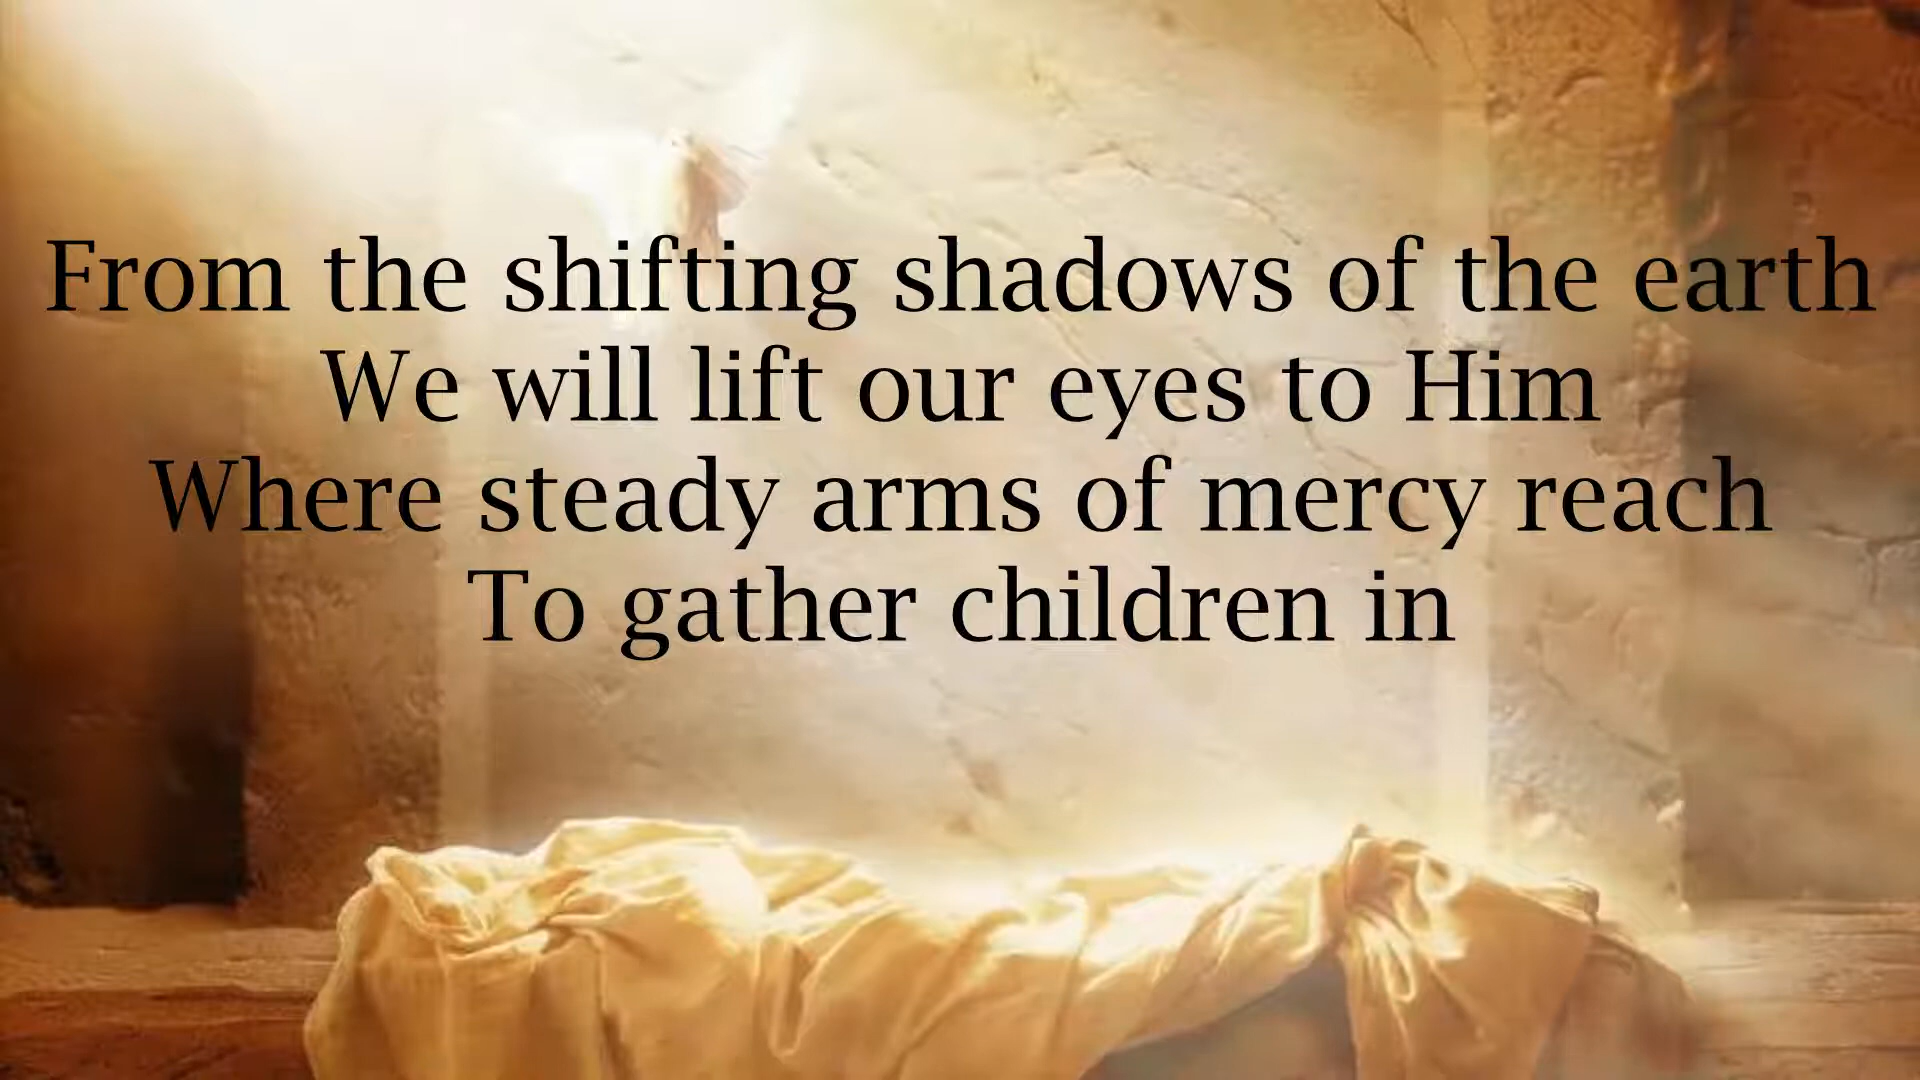 From the shifting shadows of the earth
We will lift our eyes to Him
Where steady arms of mercy reach
To gather children in